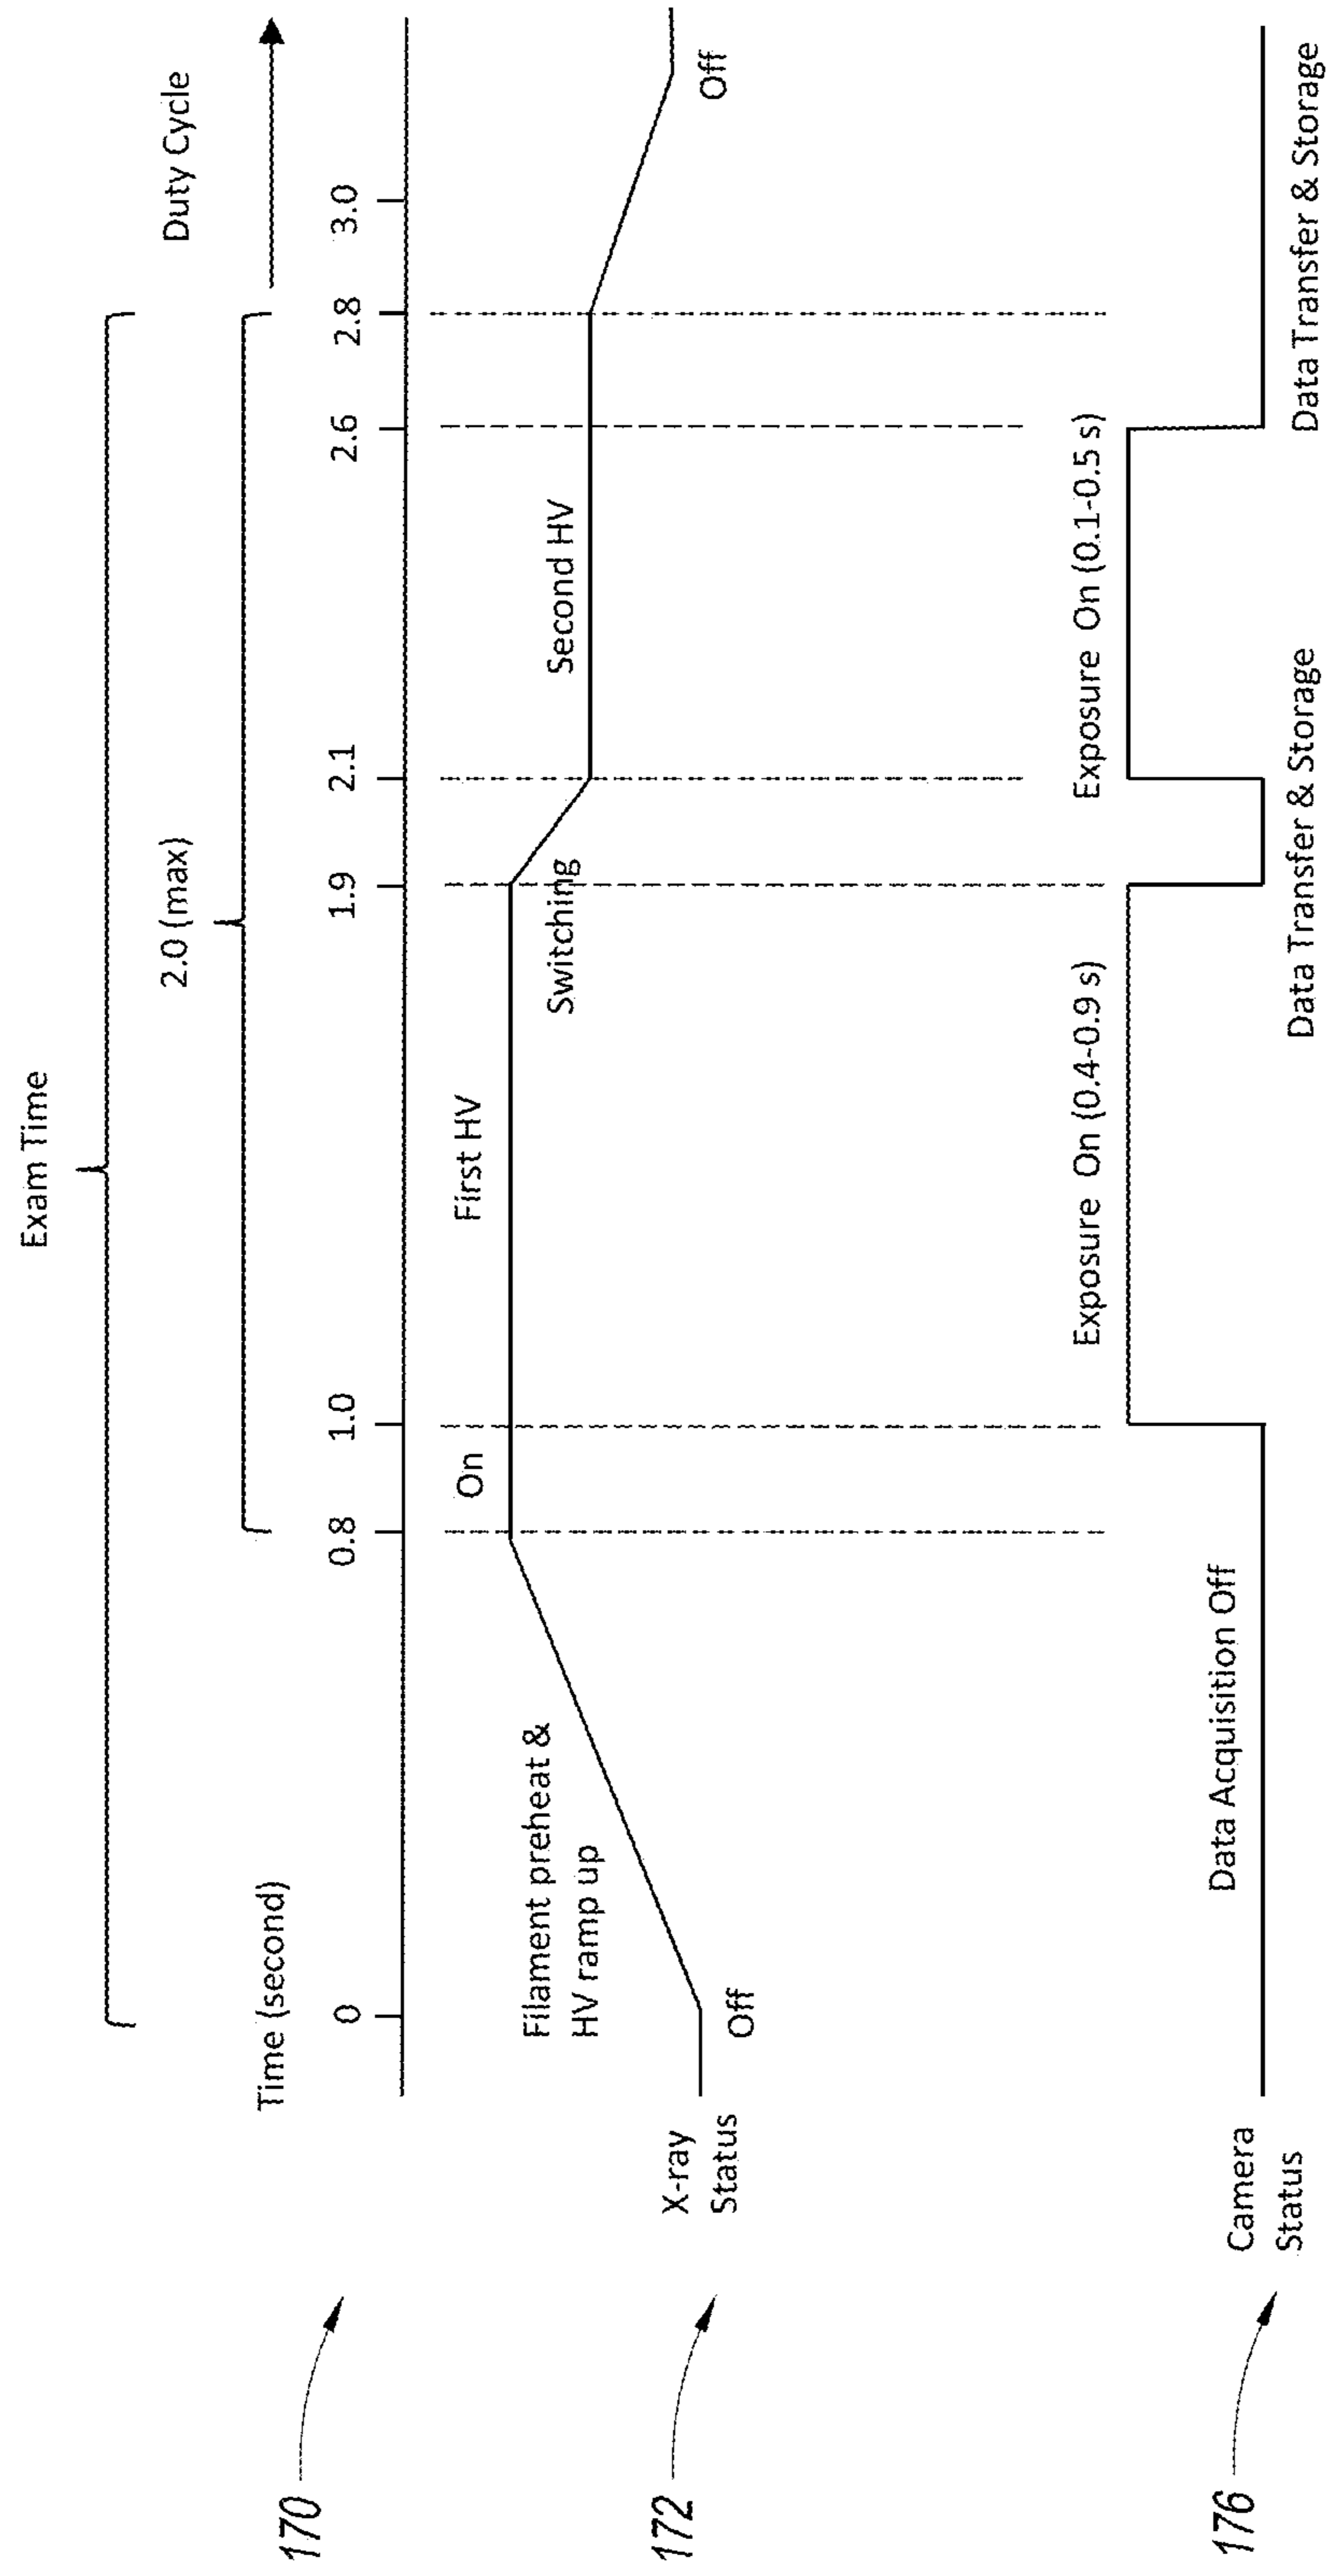 Exam Time
2.0 (max)
Duty Cycle
Time (second)
0
0.8
1.0
1.9
2.1
2.6
2.8
3.0
170
On
First HV
Filament preheat &
HV ramp up
Switching
Second HV
X-ray
Status
Off
Off
172
Exposure On (0.4-0.9 s)
Exposure On (0.1-0.5 s)
Data Acquisition Off
Camera
Status
Data Transfer & Storage
Data Transfer & Storage
176